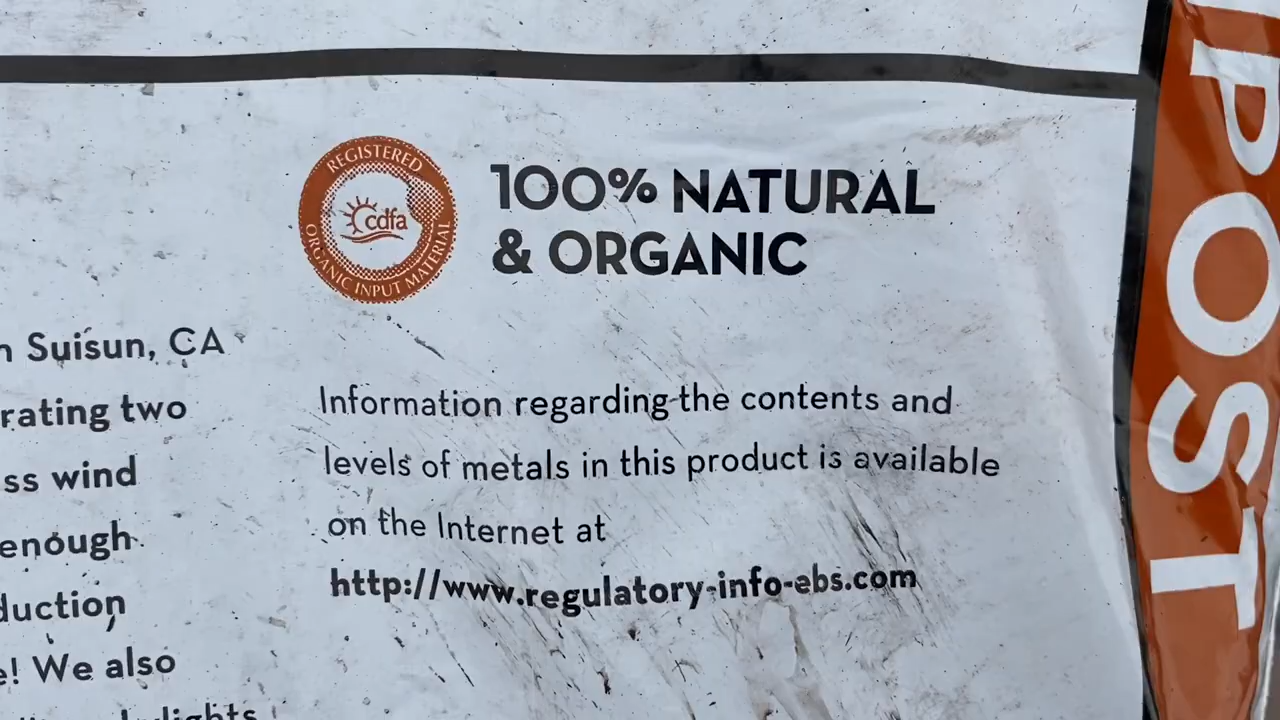 REGISTERED
cdfa
ORGANIC INPUT MATERIAL
100% NATURAL
& ORGANIC
Suisun, CA
rating two
ss wind
enough
duction
e! We also
Information regarding the contents and
levels of metals in this product is available
on the Internet at
http://www.regulatory-info-ebs.com
POST